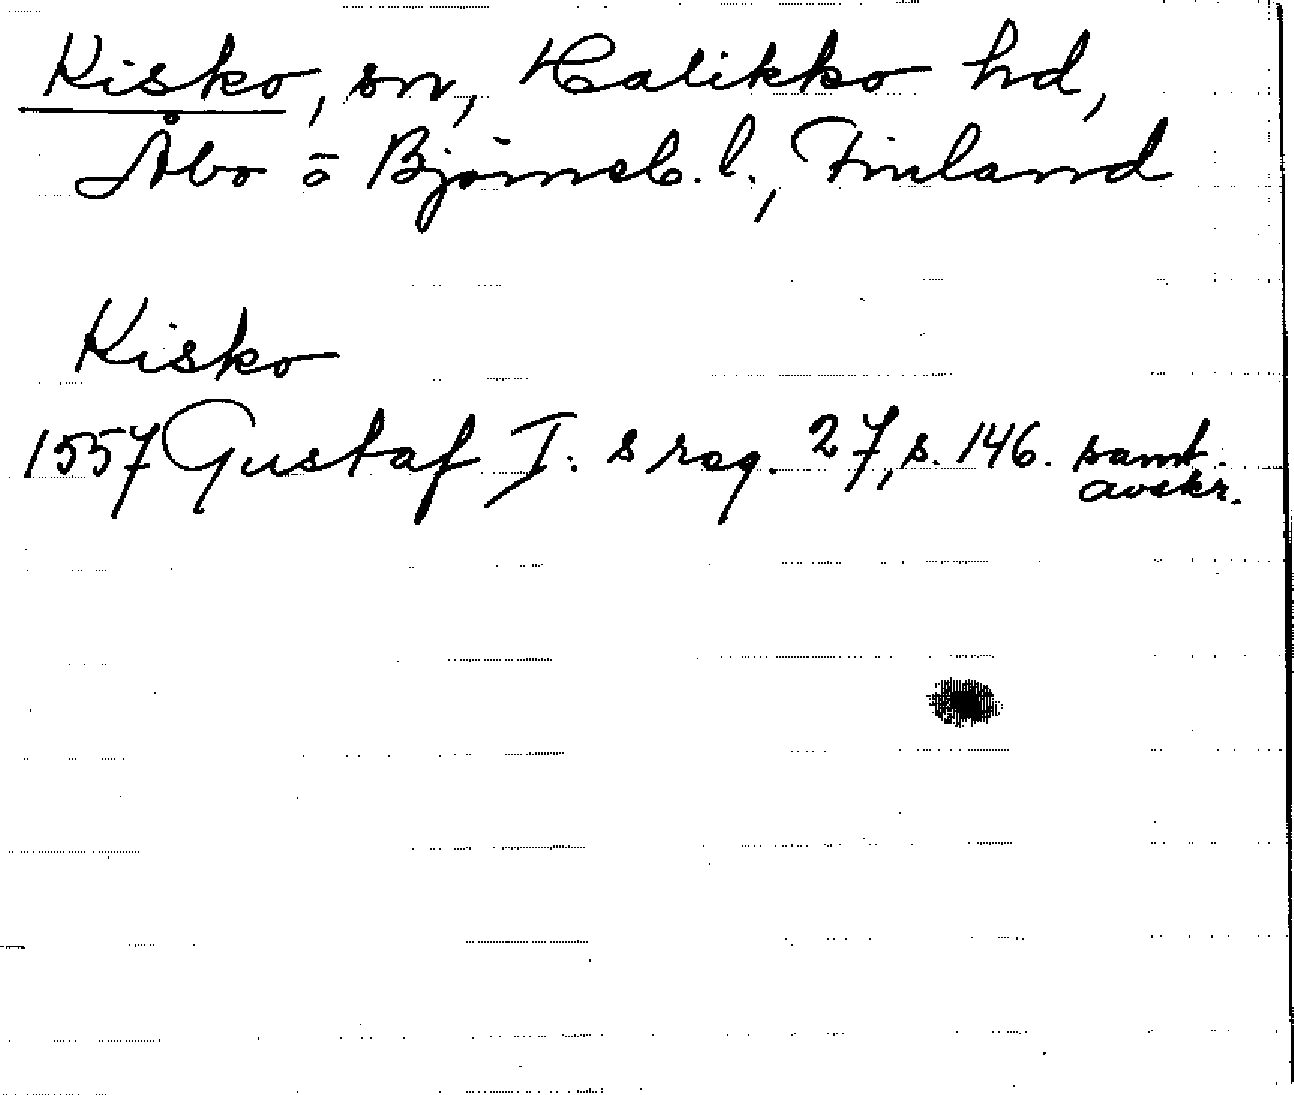 Kisko, sn, Halikko hd,
Åbo o Björneb. l., Finland
Kisko
1557 Gustaf I:s reg. 27, s. 146. samt.
avskr.